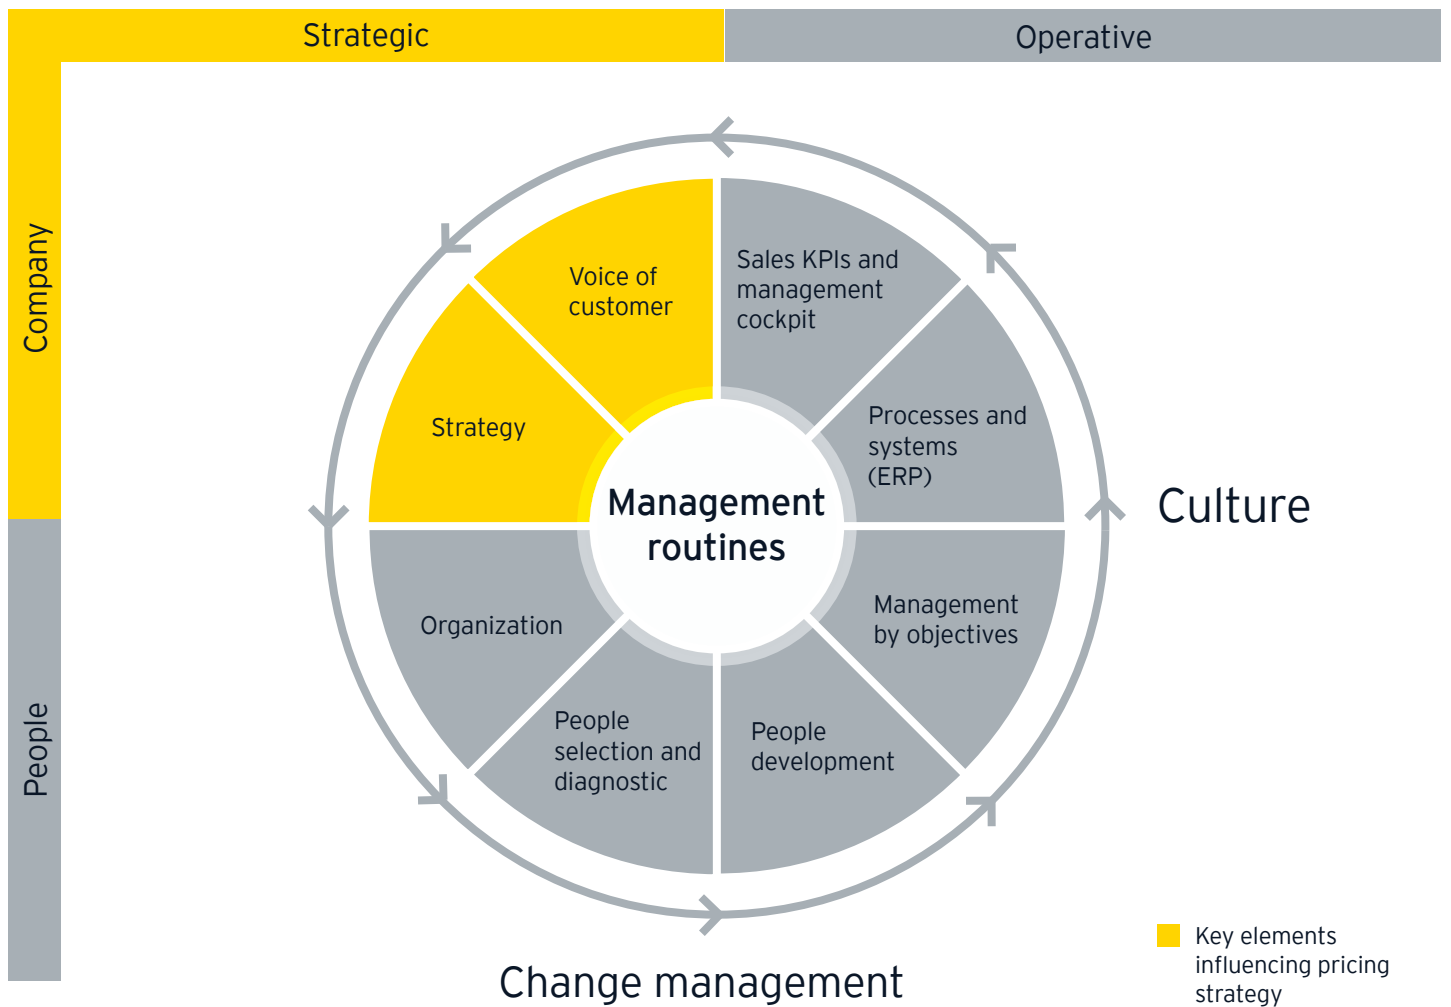 Strategic
Operative
Company
People
Voice of
customer
Sales KPIs and
management
cockpit
Strategy
Processes and
systems
(ERP)
Management
routines
Culture
Organization
Management
by objectives
People
selection and
diagnostic
People
development
Change management
Key elements
influencing pricing
strategy